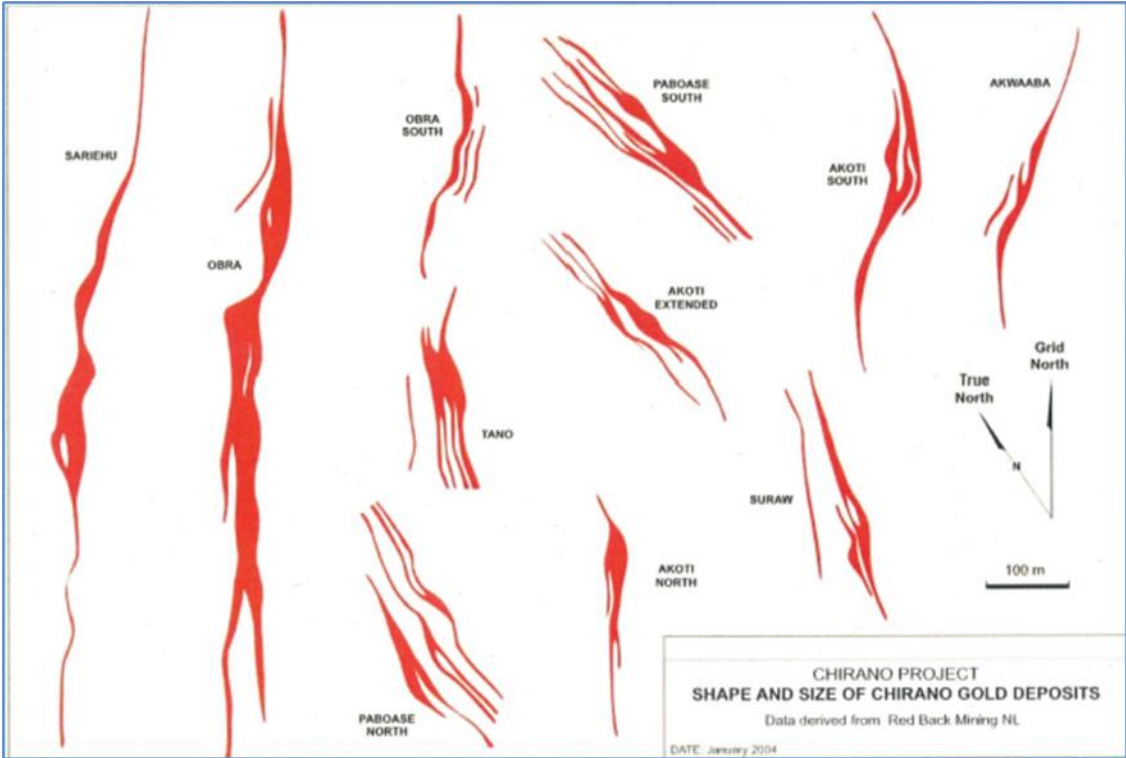 SARIEHU
OBRA
OBRA
SOUTH
TANO
PABOASE
NORTH
PABOASE
SOUTH
AKOTI
EXTENDED
AKOTI
NORTH
AKOTI
SOUTH
SURAW
AKWAABA
True
North
Grid
North
N
100 m
CHIRANO PROJECT
SHAPE AND SIZE OF CHIRANO GOLD DEPOSITS
Data derived from Red Back Mining NL
DATE: January 2004